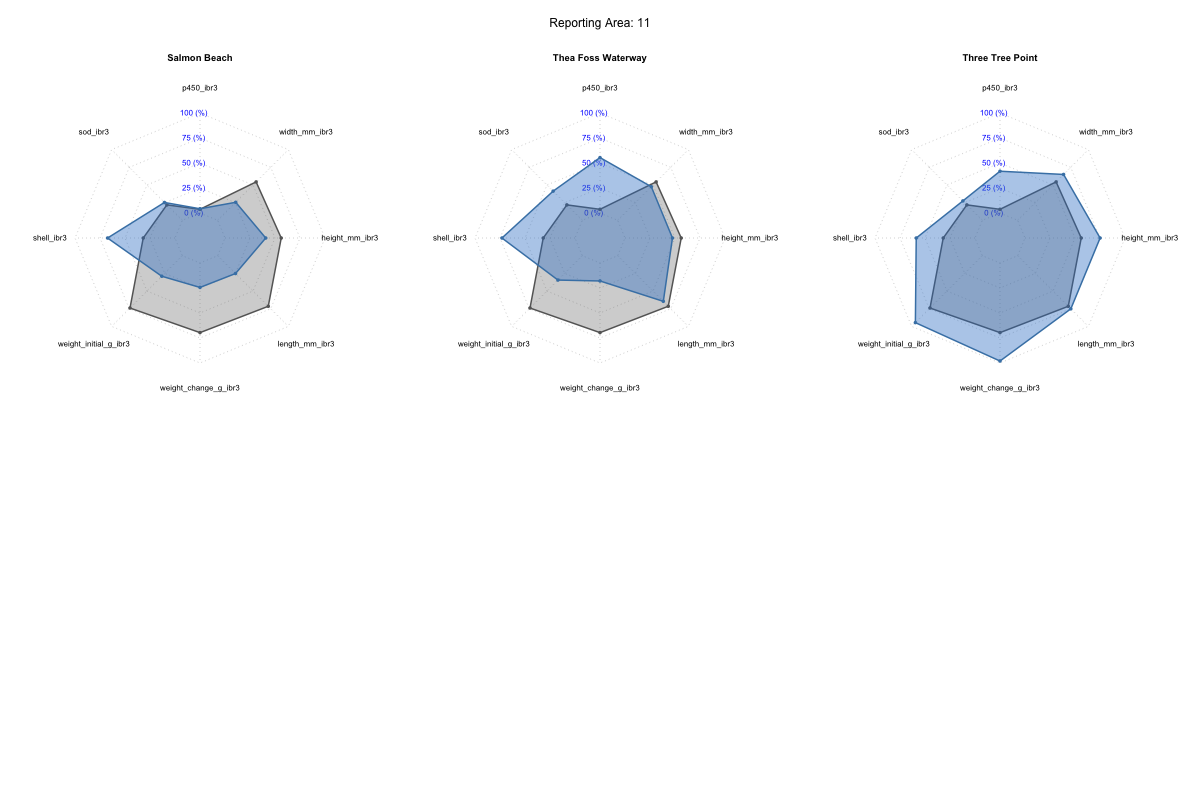 Reporting Area: 11
Salmon Beach
p450_ibr3
100 (%)
75 (%)
50 (%)
25 (%)
0 (%)
sod_ibr3
width_mm_ibr3
shell_ibr3
height_mm_ibr3
weight_initial_g_ibr3
length_mm_ibr3
weight_change_g_ibr3
Thea Foss Waterway
p450_ibr3
100 (%)
75 (%)
50 (%)
25 (%)
0 (%)
sod_ibr3
width_mm_ibr3
shell_ibr3
height_mm_ibr3
weight_initial_g_ibr3
length_mm_ibr3
weight_change_g_ibr3
Three Tree Point
p450_ibr3
100 (%)
75 (%)
50 (%)
25 (%)
0 (%)
sod_ibr3
width_mm_ibr3
shell_ibr3
height_mm_ibr3
weight_initial_g_ibr3
length_mm_ibr3
weight_change_g_ibr3